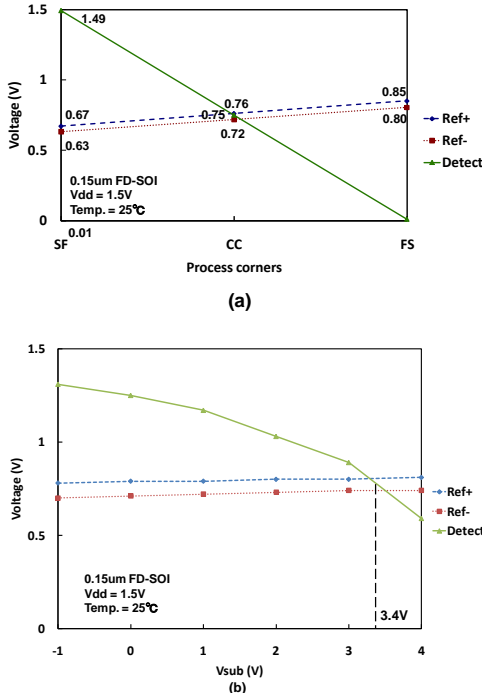 1.5
1.49
1
0.76
0.85
0.67
0.75
0.80
0.63
0.72
0.5
0
Voltage (V)
Ref+
Ref-
Detect
0.15um FD-SOI
Vdd = 1.5V
Temp. = 25℃
SF
0.01
CC
FS
Process corners
(a)
1.5
1
0.5
0
Voltage (V)
Ref+
Ref-
Detect
0.15um FD-SOI
Vdd = 1.5V
Temp. = 25℃
3.4V
-1
0
1
2
3
4
Vsub (V)
(b)